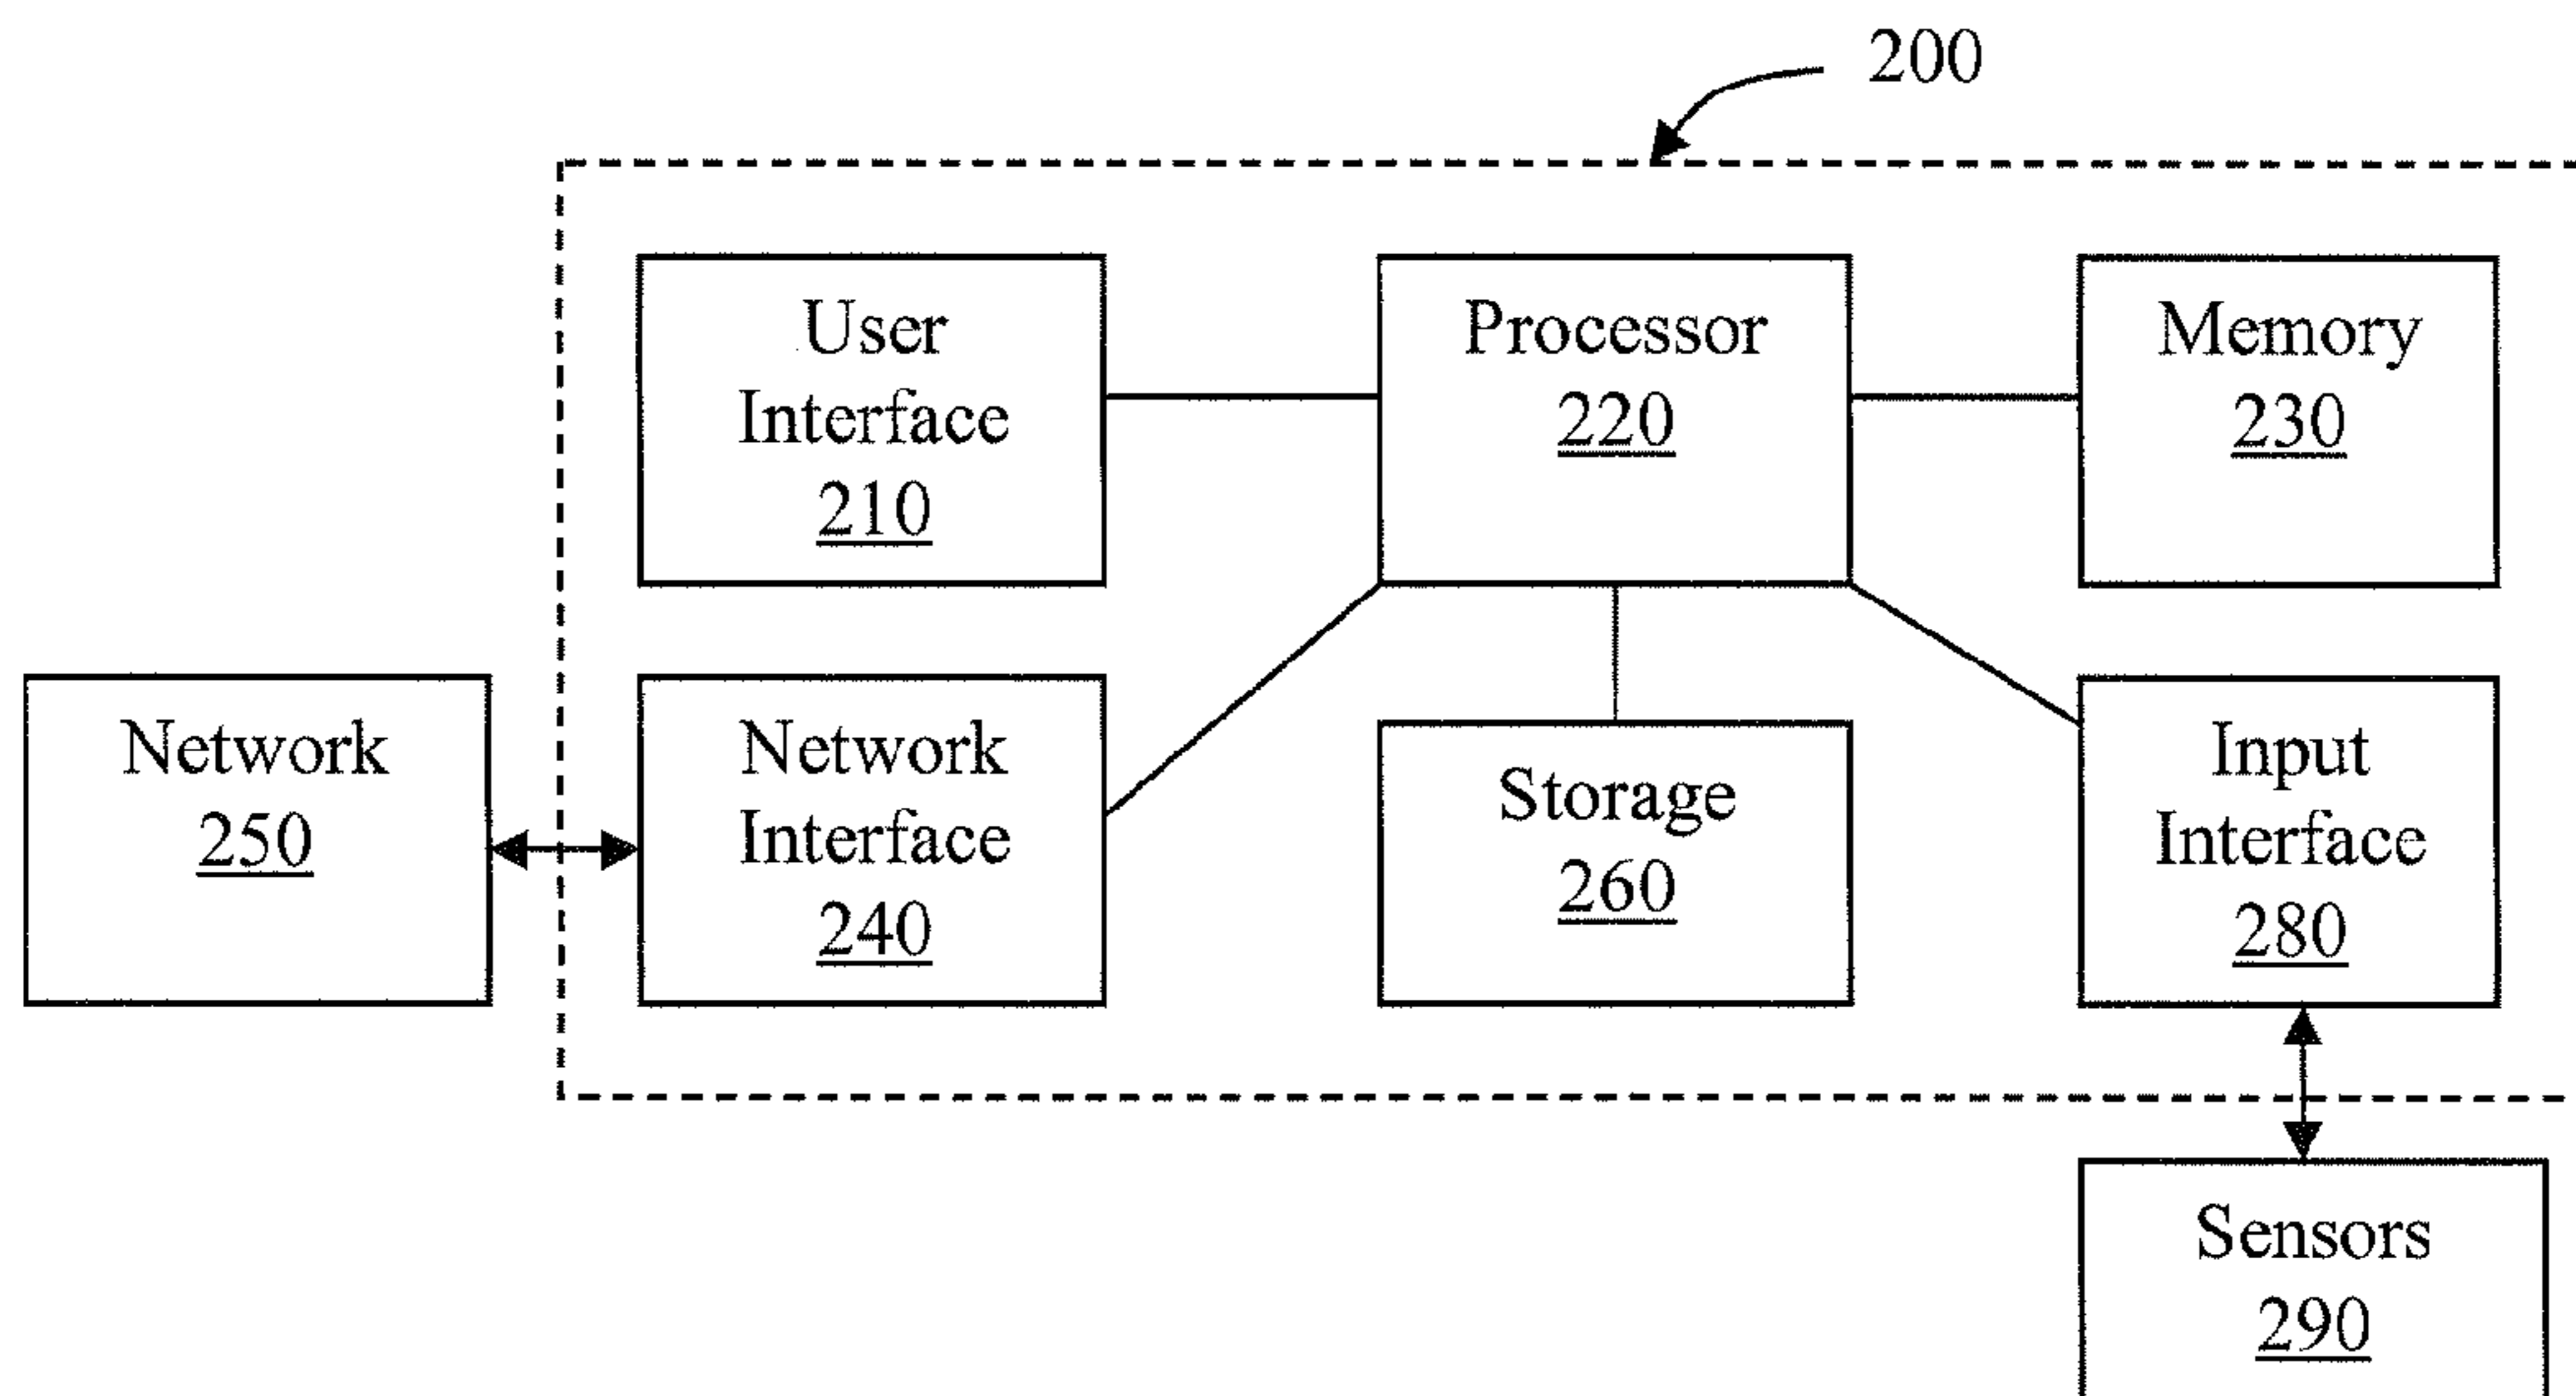 200
User
Interface
210
Processor
220
Memory
230
Network
250
Network
Interface
240
Storage
260
Input
Interface
280
Sensors
290